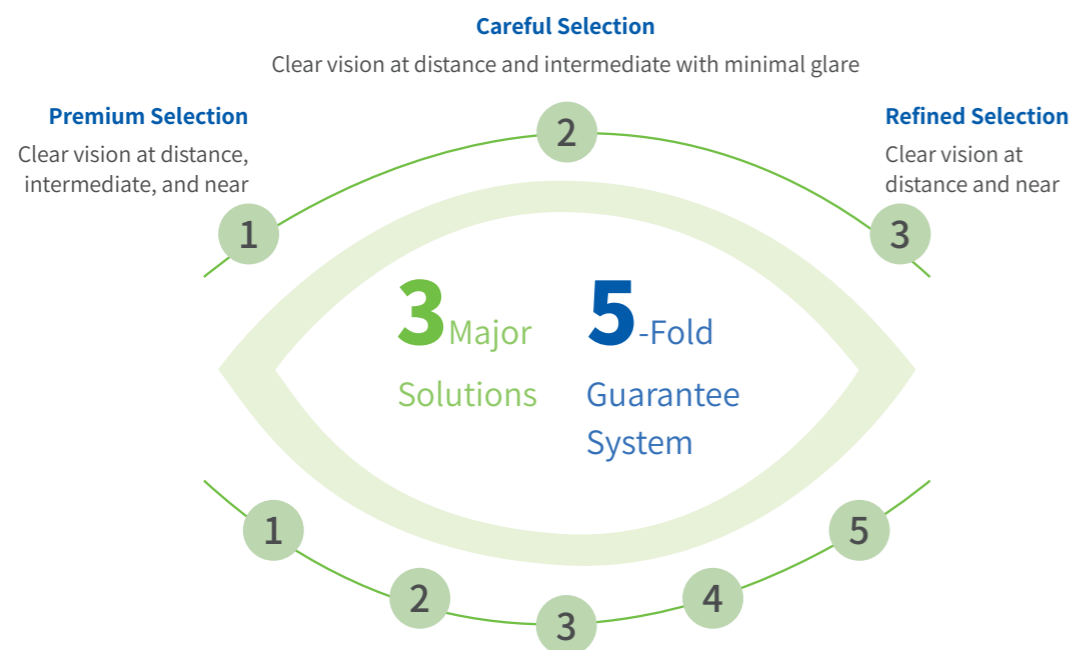 Careful Selection
Clear vision at distance and intermediate with minimal glare
Premium Selection
Clear vision at distance,
intermediate, and near
Refined Selection
Clear vision at
distance and near
1
2
3
3 Major
Solutions
5-Fold
Guarantee
System
1
2
3
4
5